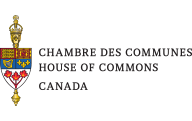 CHAMBRE DES COMMUNES
HOUSE OF COMMONS
CANADA